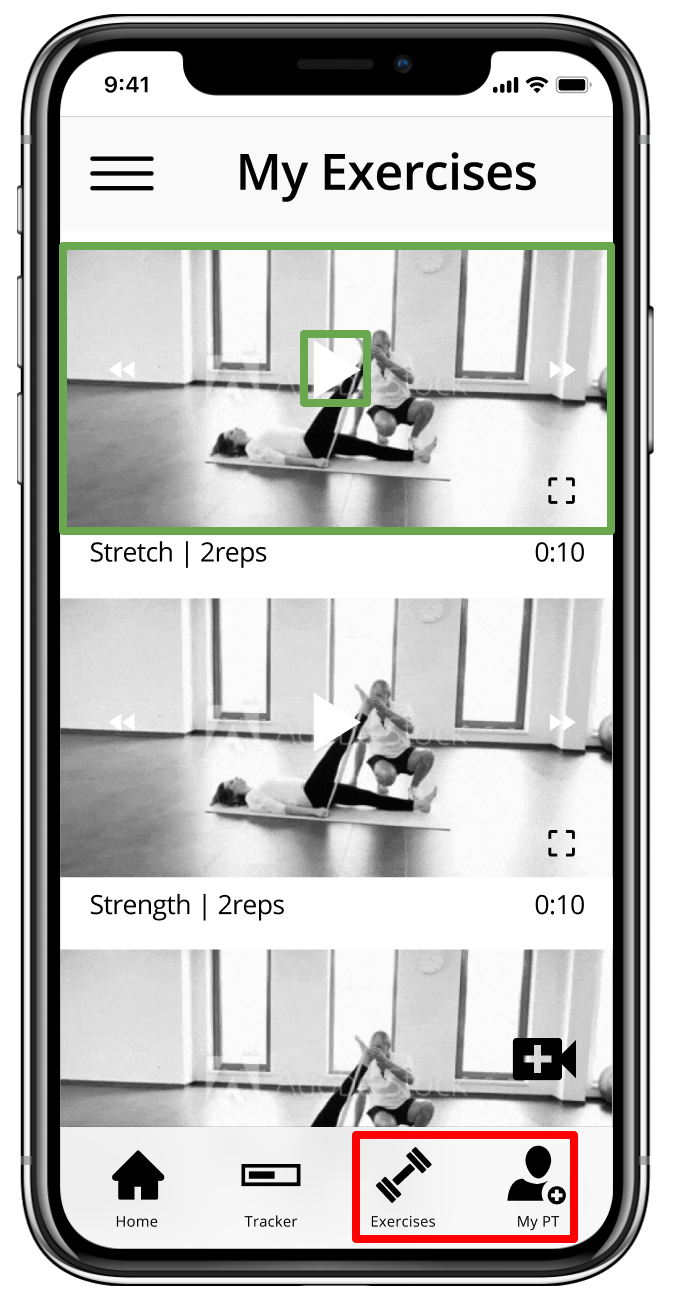 9:41
My Exercises
Stretch | 2reps 0:10
Strength | 2reps 0:10
Home Tracker Exercises My PT